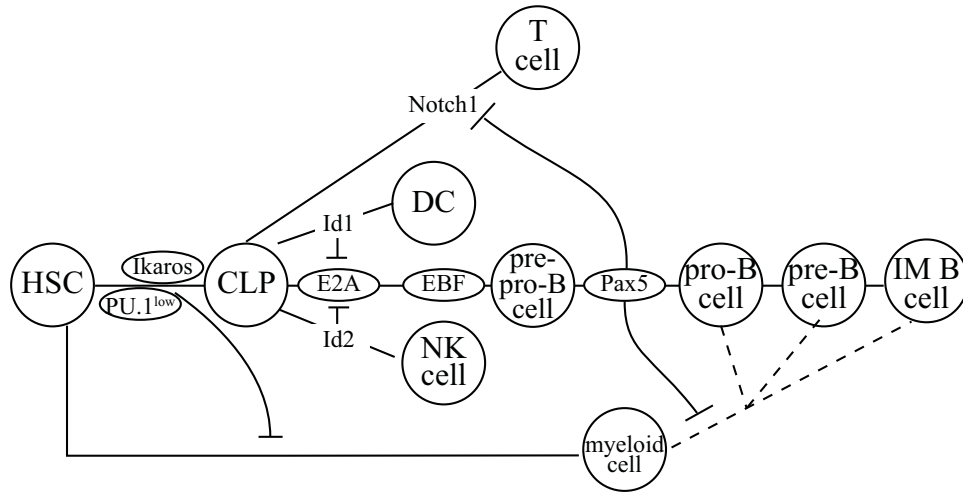 T
cell
Notch1
DC
Id1
HSC
Ikaros
PU.1low
CLP
E2A
EBF
pre-
pro-B
cell
Pax5
pro-B
cell
pre-B
cell
IM B
cell
Id2
NK
cell
myeloid
cell